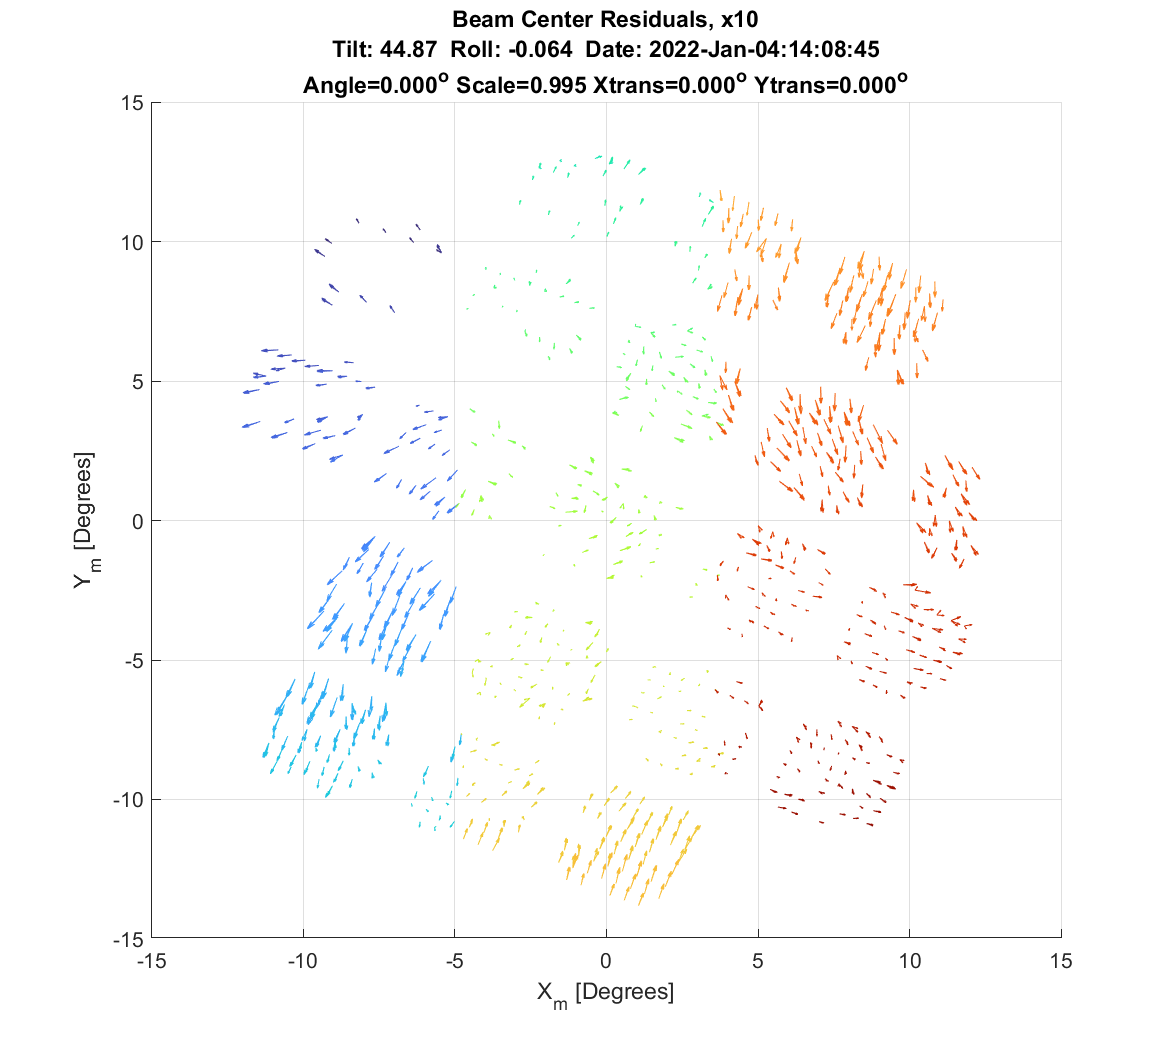 Beam Center Residuals, x10
Tilt: 44.87 Roll: -0.064 Date: 2022-Jan-04:14:08:45
Angle=0.000° Scale=0.995 Xtrans=0.000° Ytrans=0.000°
15
10
5
0
-5
-10
-15
Y_m [Degrees]
-15 -10 -5 0 5 10 15
X_m [Degrees]